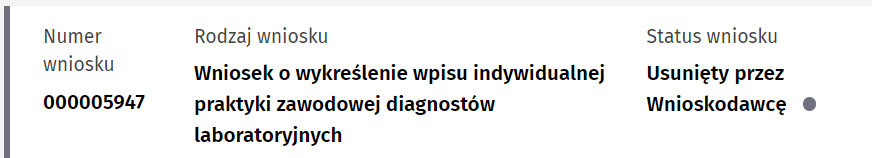 Numer
wniosku
000005947
Rodzaj wniosku
Wniosek o wykreślenie wpisu indywidualnej
praktyki zawodowej diagnostów
laboratoryjnych
Status wniosku
Usunięty przez
Wnioskodawcę